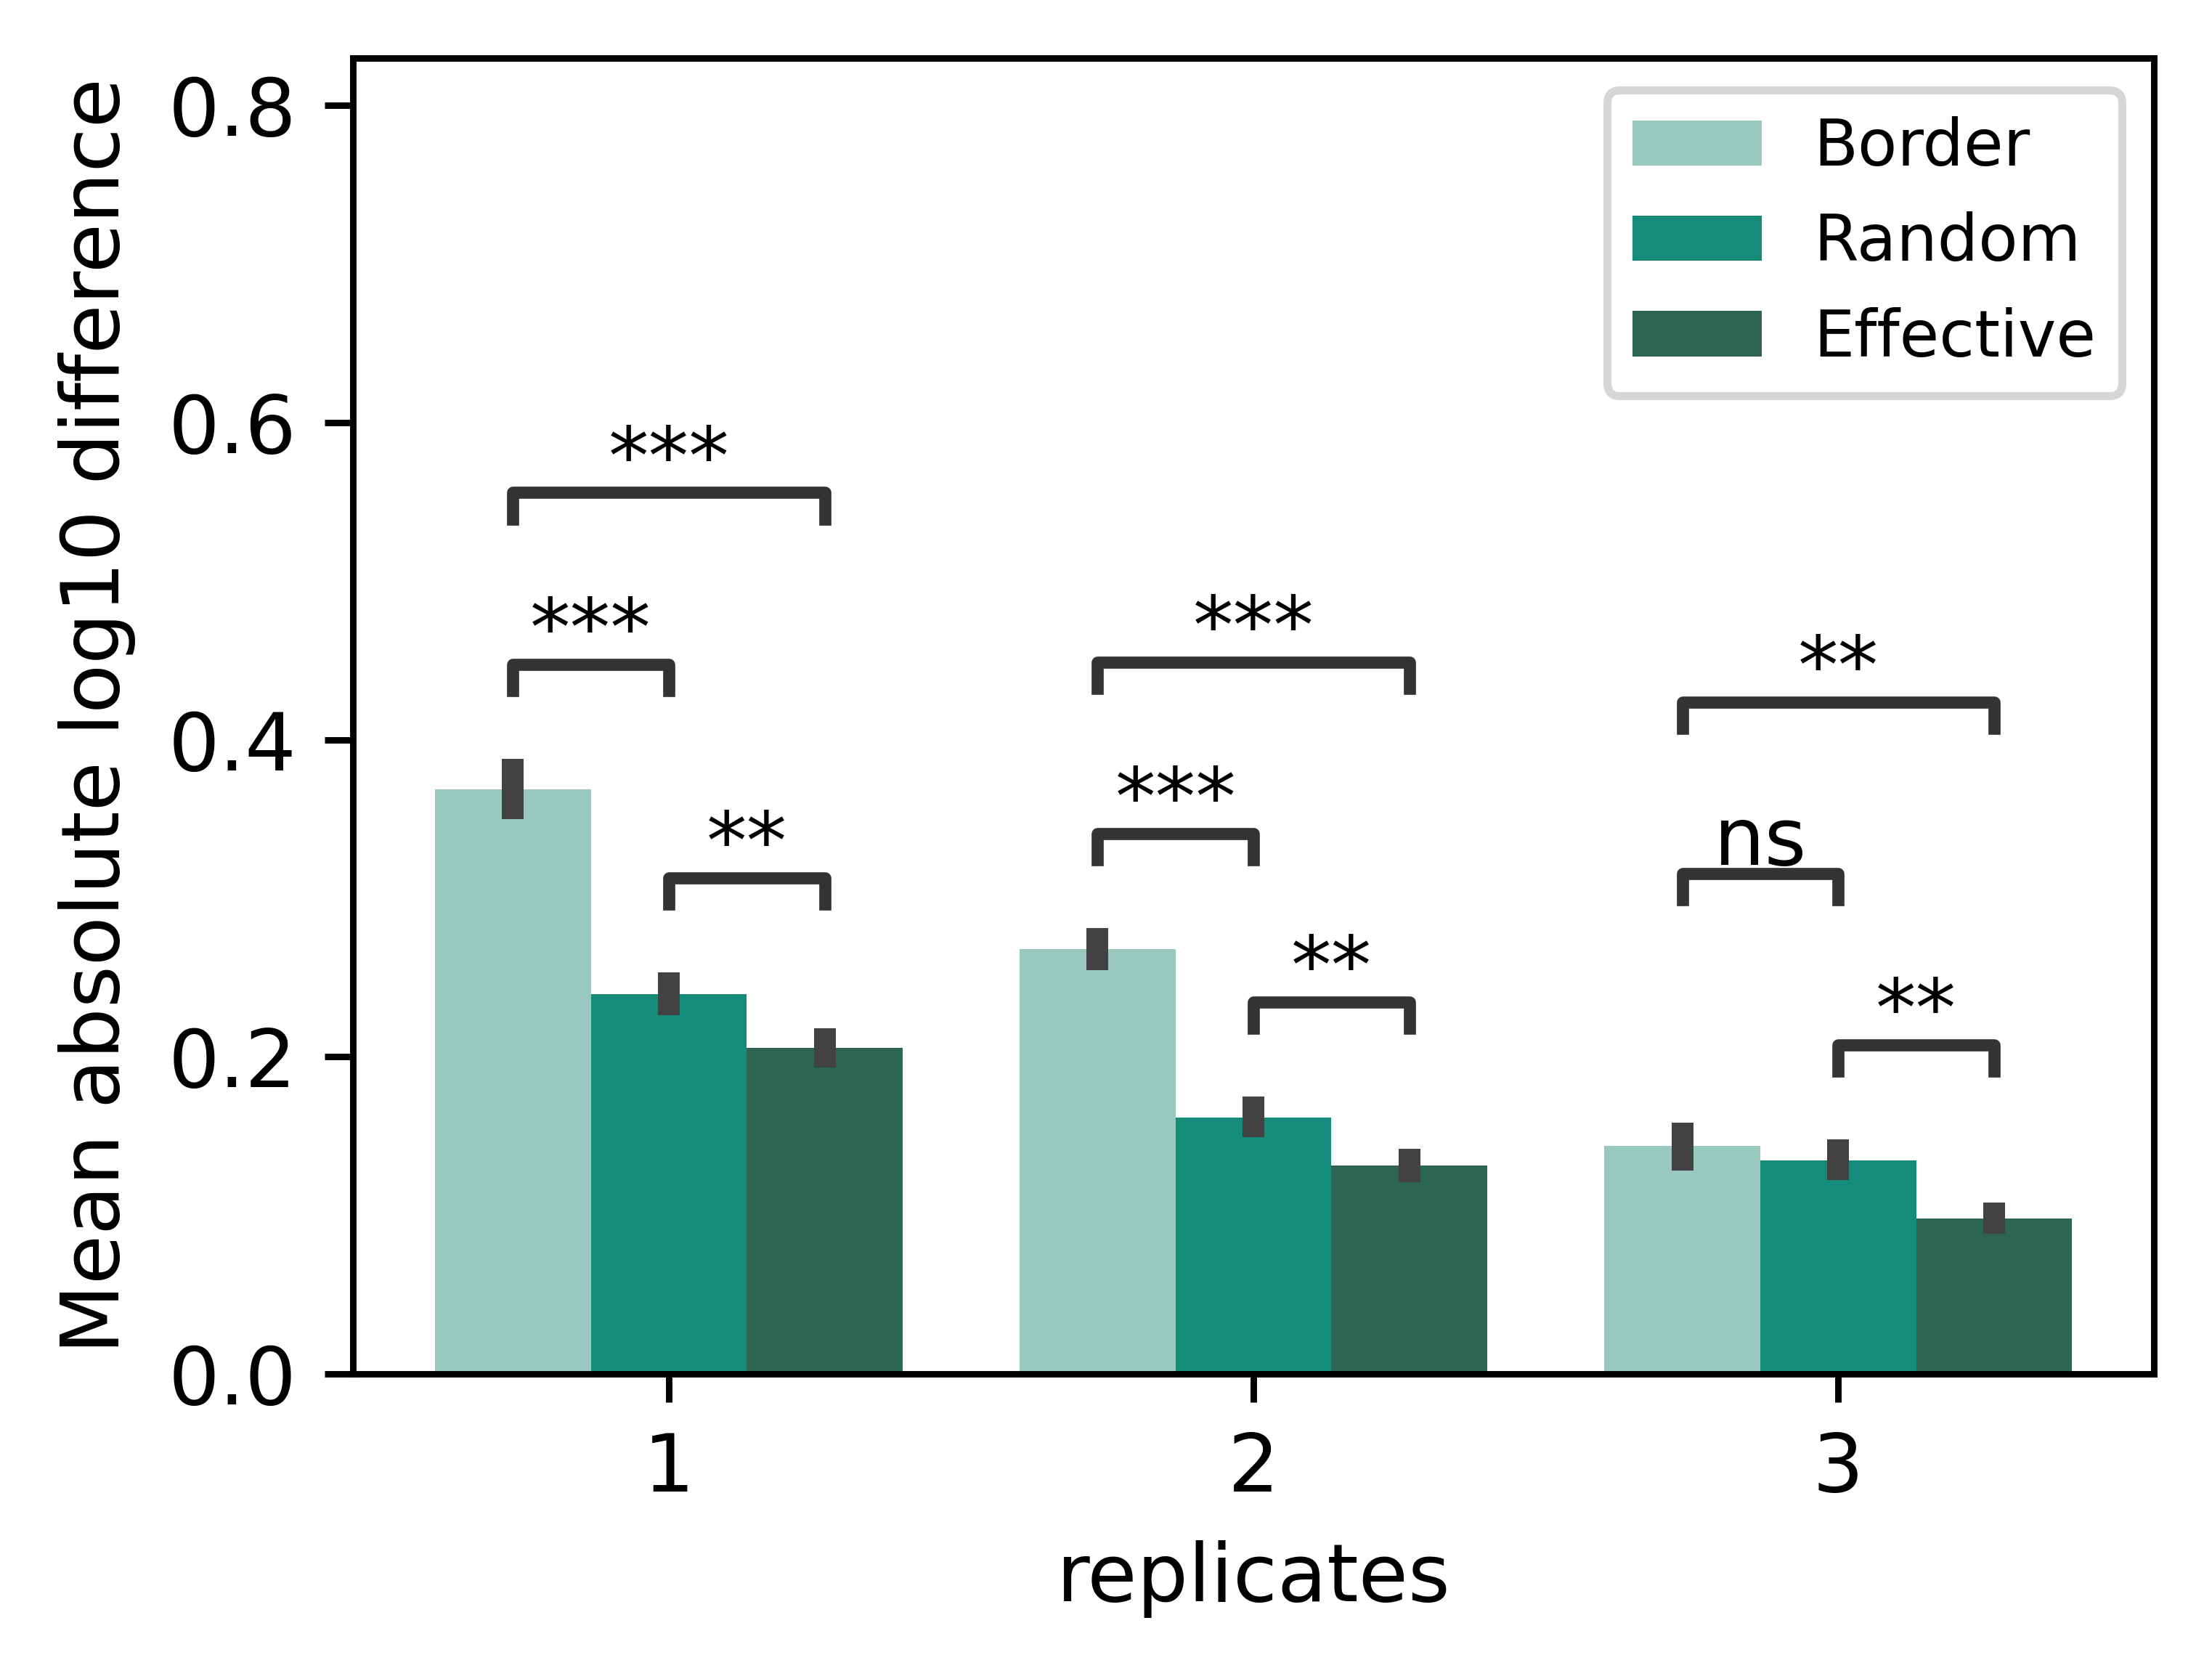 Mean absolute log10 difference
0.8
0.6
0.4
0.2
0.0
Border
Random
Effective
***
***
**
***
***
**
**
ns
**
1
2
3
replicates